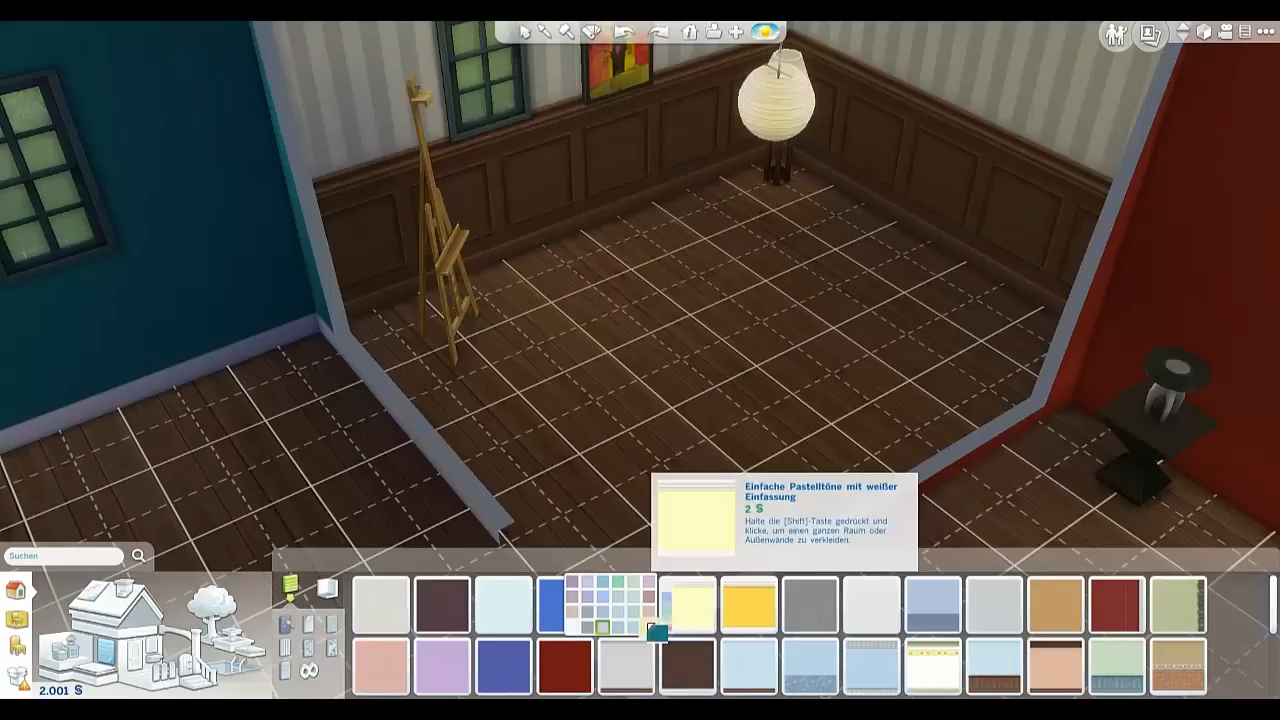 Einfache Pastelltöne mit weißer
Einfassung
2 $
Halte die [Shift]-Taste gedrückt und
klicke, um einen ganzen Raum oder
Außenwände zu verkleiden.
Suchen
2.001 $